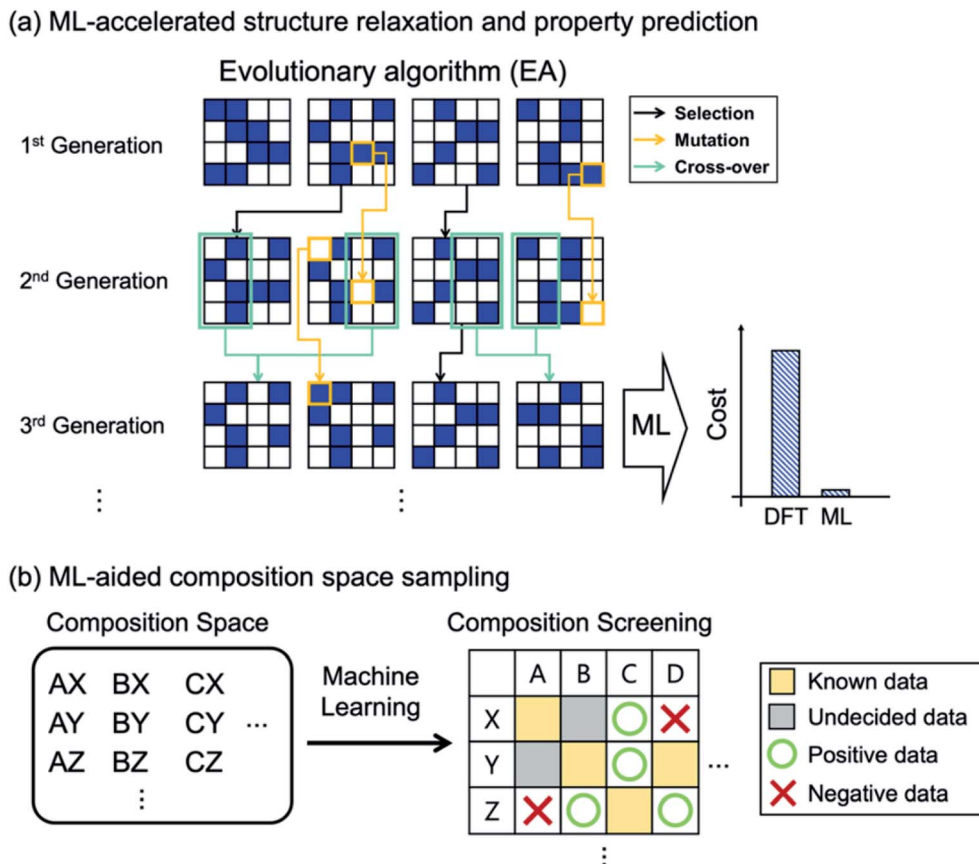 (a) ML-accelerated structure relaxation and property prediction
Evolutionary algorithm (EA)
1st Generation
Selection
Mutation
Cross-over
2nd Generation
3rd Generation
ML
Cost
DFT ML
⋮ ⋮
(b) ML-aided composition space sampling
Composition Space
AX BX CX
AY BY CY ...
AZ BZ CZ
⋮
Machine
Learning
Composition Screening
A B C D
X
Y ...
Z
⋮
Known data
Undecided data
Positive data
Negative data